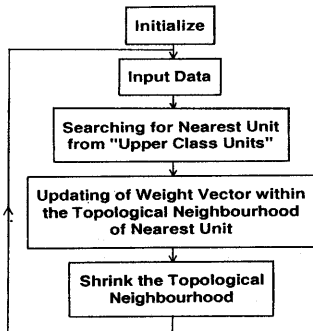 Initialize
Input Data
Searching for Nearest Unit
from "Upper Class Units"
Updating of Weight Vector within
the Topological Neighbourhood
of Nearest Unit
Shrink the Topological
Neighbourhood